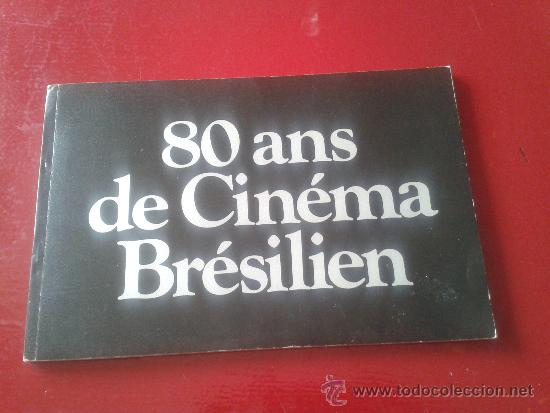 80 ans
de Cinéma
Brésilien
© www.todocoleccion.net